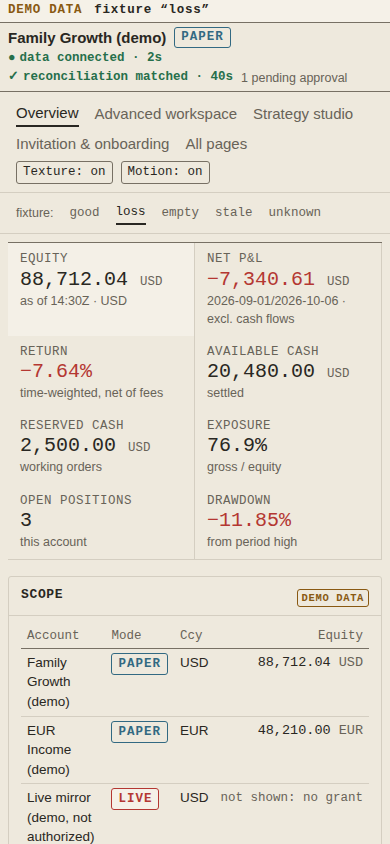 DEMO DATA fixture “loss”
Family Growth (demo) PAPER
● data connected · 2s
✓ reconciliation matched · 40s 1 pending approval
Overview Advanced workspace Strategy studio
Invitation & onboarding All pages
Texture: on Motion: on
fixture: good loss empty stale unknown
EQUITY
88,712.04 USD
as of 14:30Z · USD
NET P&L
−7,340.61 USD
2026-09-01/2026-10-06 ·
excl. cash flows
RETURN
−7.64%
time-weighted, net of fees
AVAILABLE CASH
20,480.00 USD
settled
RESERVED CASH
2,500.00 USD
working orders
EXPOSURE
76.9%
gross / equity
OPEN POSITIONS
3
this account
DRAWDOWN
−11.85%
from period high
SCOPE DEMO DATA
Account Mode Ccy Equity
Family Growth (demo) PAPER USD 88,712.04 USD
EUR Income (demo) PAPER EUR 48,210.00 EUR
Live mirror (demo, not authorized) LIVE USD not shown: no grant